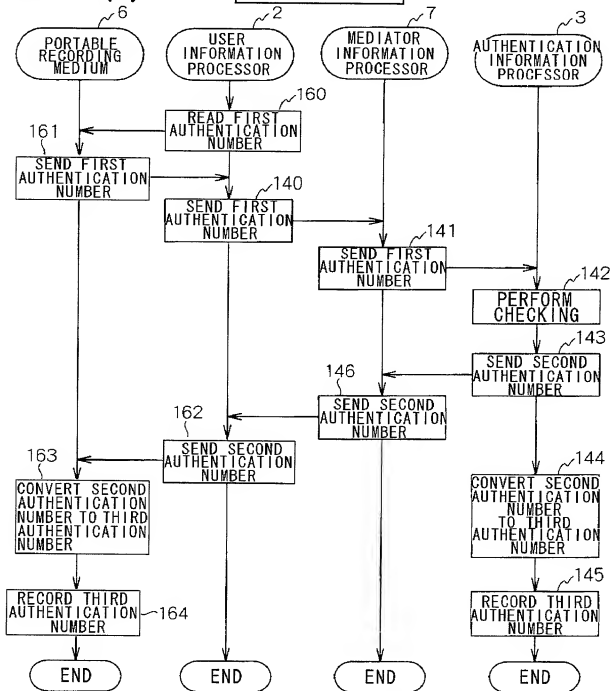 6
2
7
3
PORTABLE
RECORDING
MEDIUM
USER
INFORMATION
PROCESSOR
MEDIATOR
INFORMATION
PROCESSOR
AUTHENTICATION
INFORMATION
PROCESSOR
160
READ FIRST
AUTHENTICATION
NUMBER
161
SEND FIRST
AUTHENTICATION
NUMBER
140
SEND FIRST
AUTHENTICATION
NUMBER
141
SEND FIRST
AUTHENTICATION
NUMBER
142
PERFORM
CHECKING
143
SEND SECOND
AUTHENTICATION
NUMBER
146
SEND SECOND
AUTHENTICATION
NUMBER
162
SEND SECOND
AUTHENTICATION
NUMBER
163
CONVERT SECOND
AUTHENTICATION
NUMBER TO THIRD
AUTHENTICATION
NUMBER
144
CONVERT SECOND
AUTHENTICATION
NUMBER
TO THIRD
AUTHENTICATION
NUMBER
164
RECORD THIRD
AUTHENTICATION
NUMBER
145
RECORD THIRD
AUTHENTICATION
NUMBER
END
END
END
END